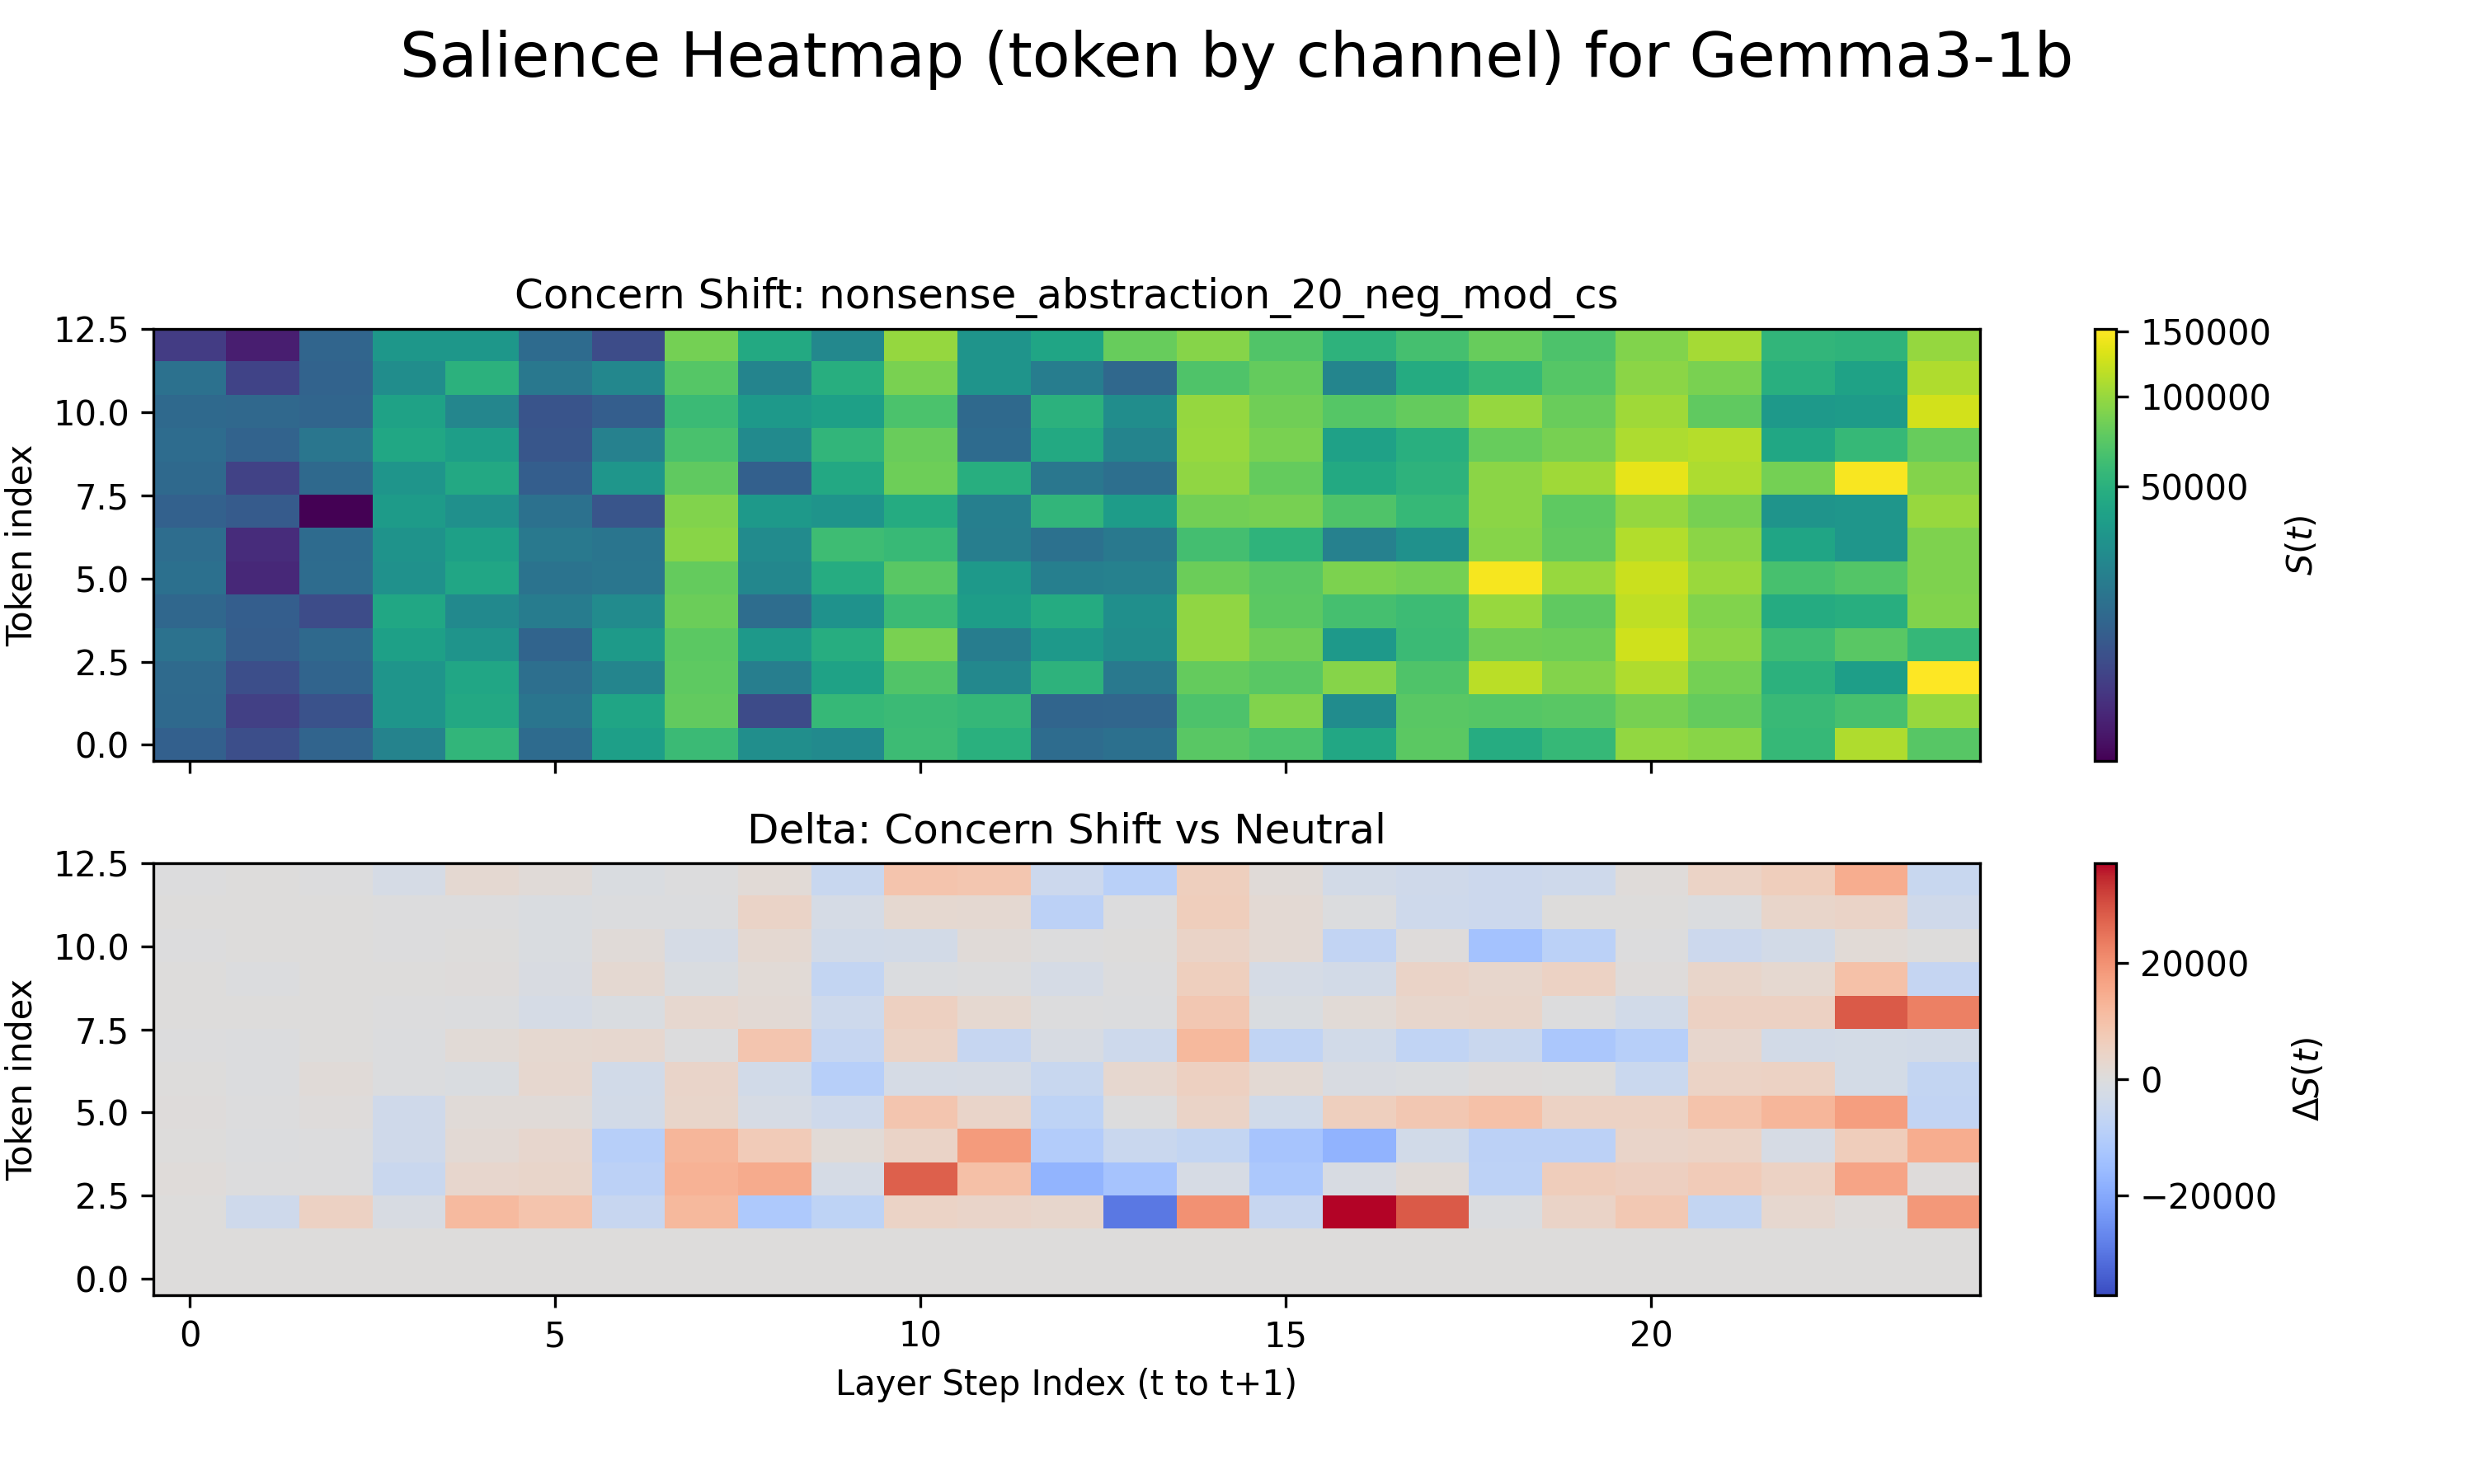 Salience Heatmap (token by channel) for Gemma3-1b
Concern Shift: nonsense_abstraction_20_neg_mod_cs
12.5
10.0
7.5
5.0
2.5
0.0
Token index
150000
100000
50000
S(t)
Delta: Concern Shift vs Neutral
12.5
10.0
7.5
5.0
2.5
0.0
Token index
0 5 10 15 20
Layer Step Index (t to t+1)
20000
0
−20000
ΔS(t)